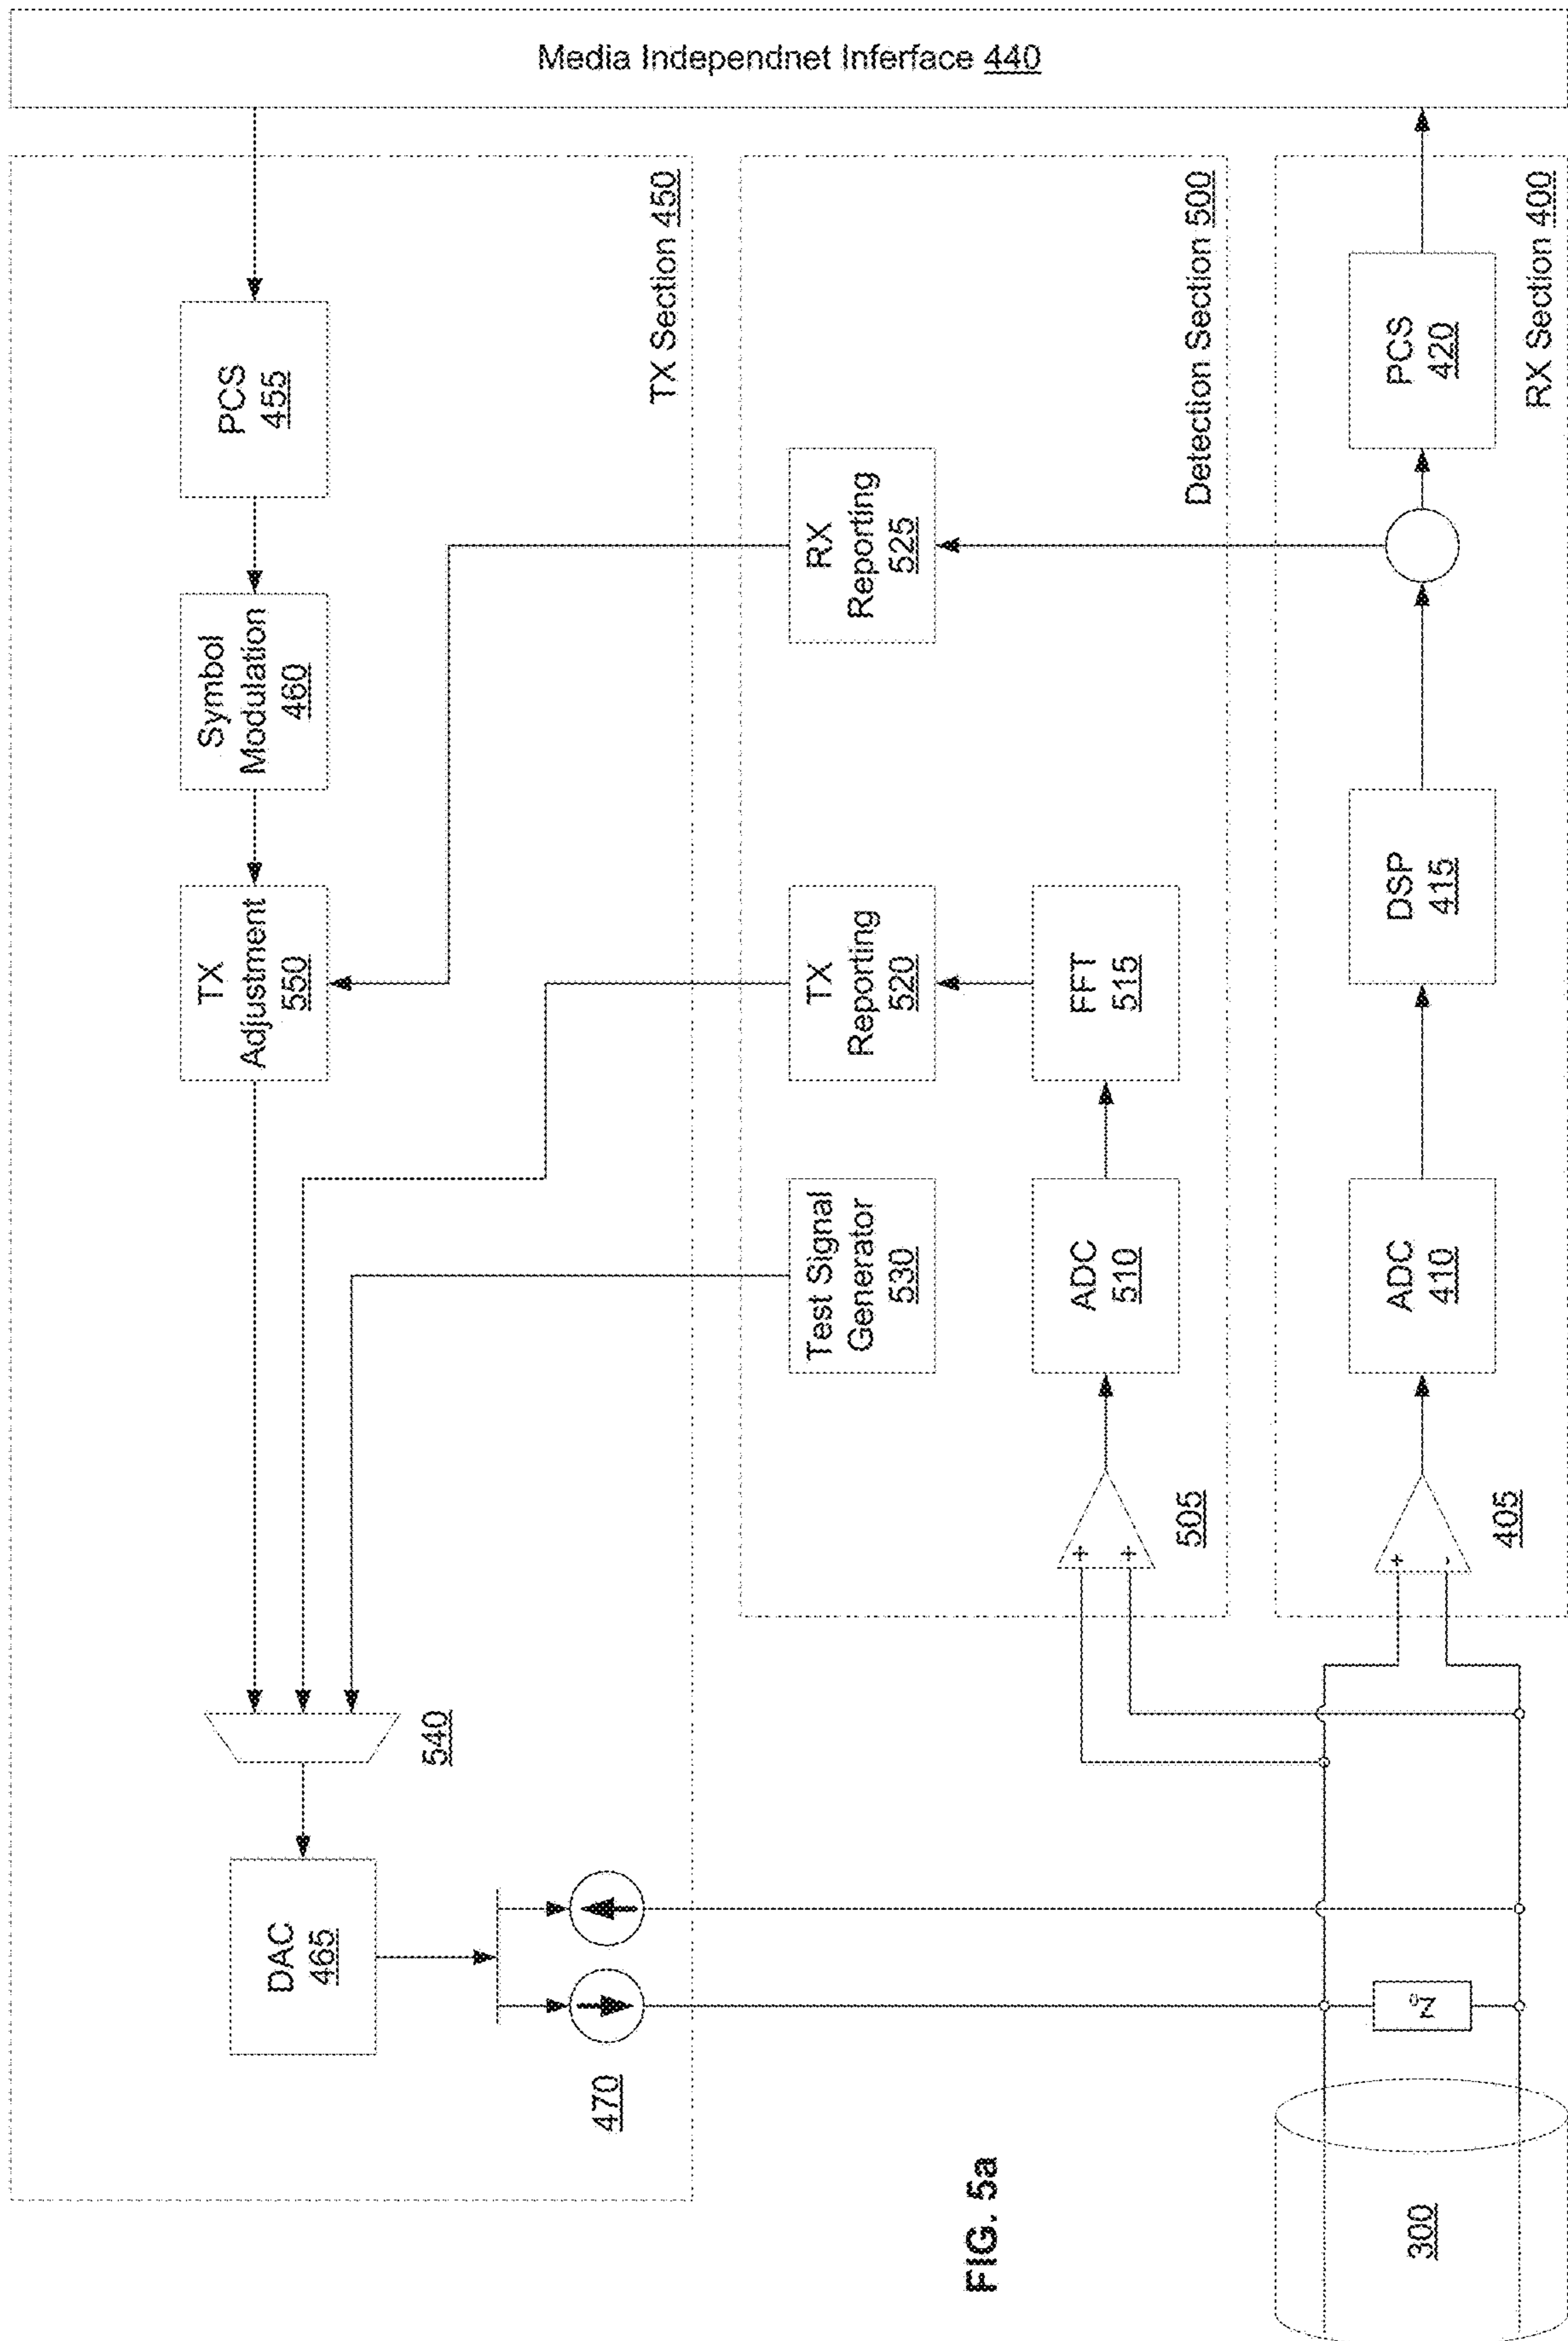 Media Independnet Inferface 440
TX Section 450
PCS
455
Symbol
Modulation
460
TX
Adjustment
550
540
DAC
465
470
Detection Section 500
RX
Reporting
525
TX
Reporting
520
FFT
515
Test Signal
Generator
530
ADC
510
+
+
505
RX Section 400
PCS
420
DSP
415
ADC
410
+
-
405
Z₀
300
FIG. 5a